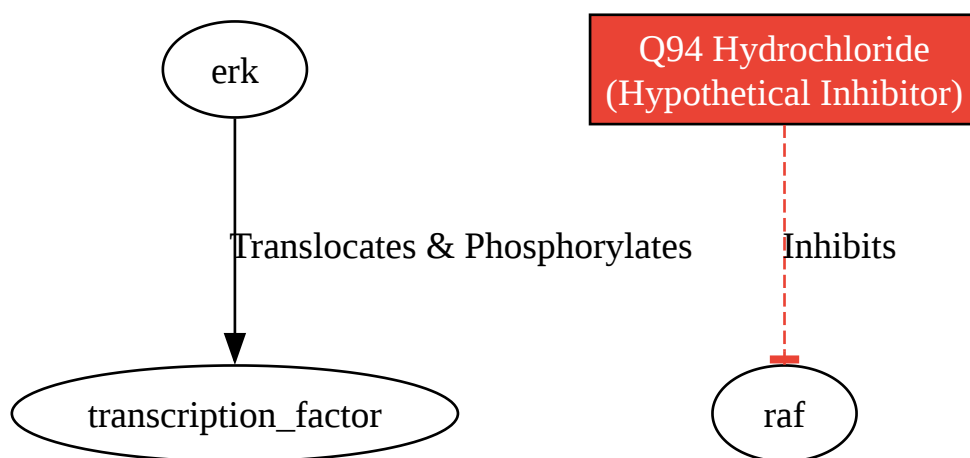 erk
Q94 Hydrochloride
(Hypothetical Inhibitor)
Translocates & Phosphorylates
Inhibits
transcription_factor
raf